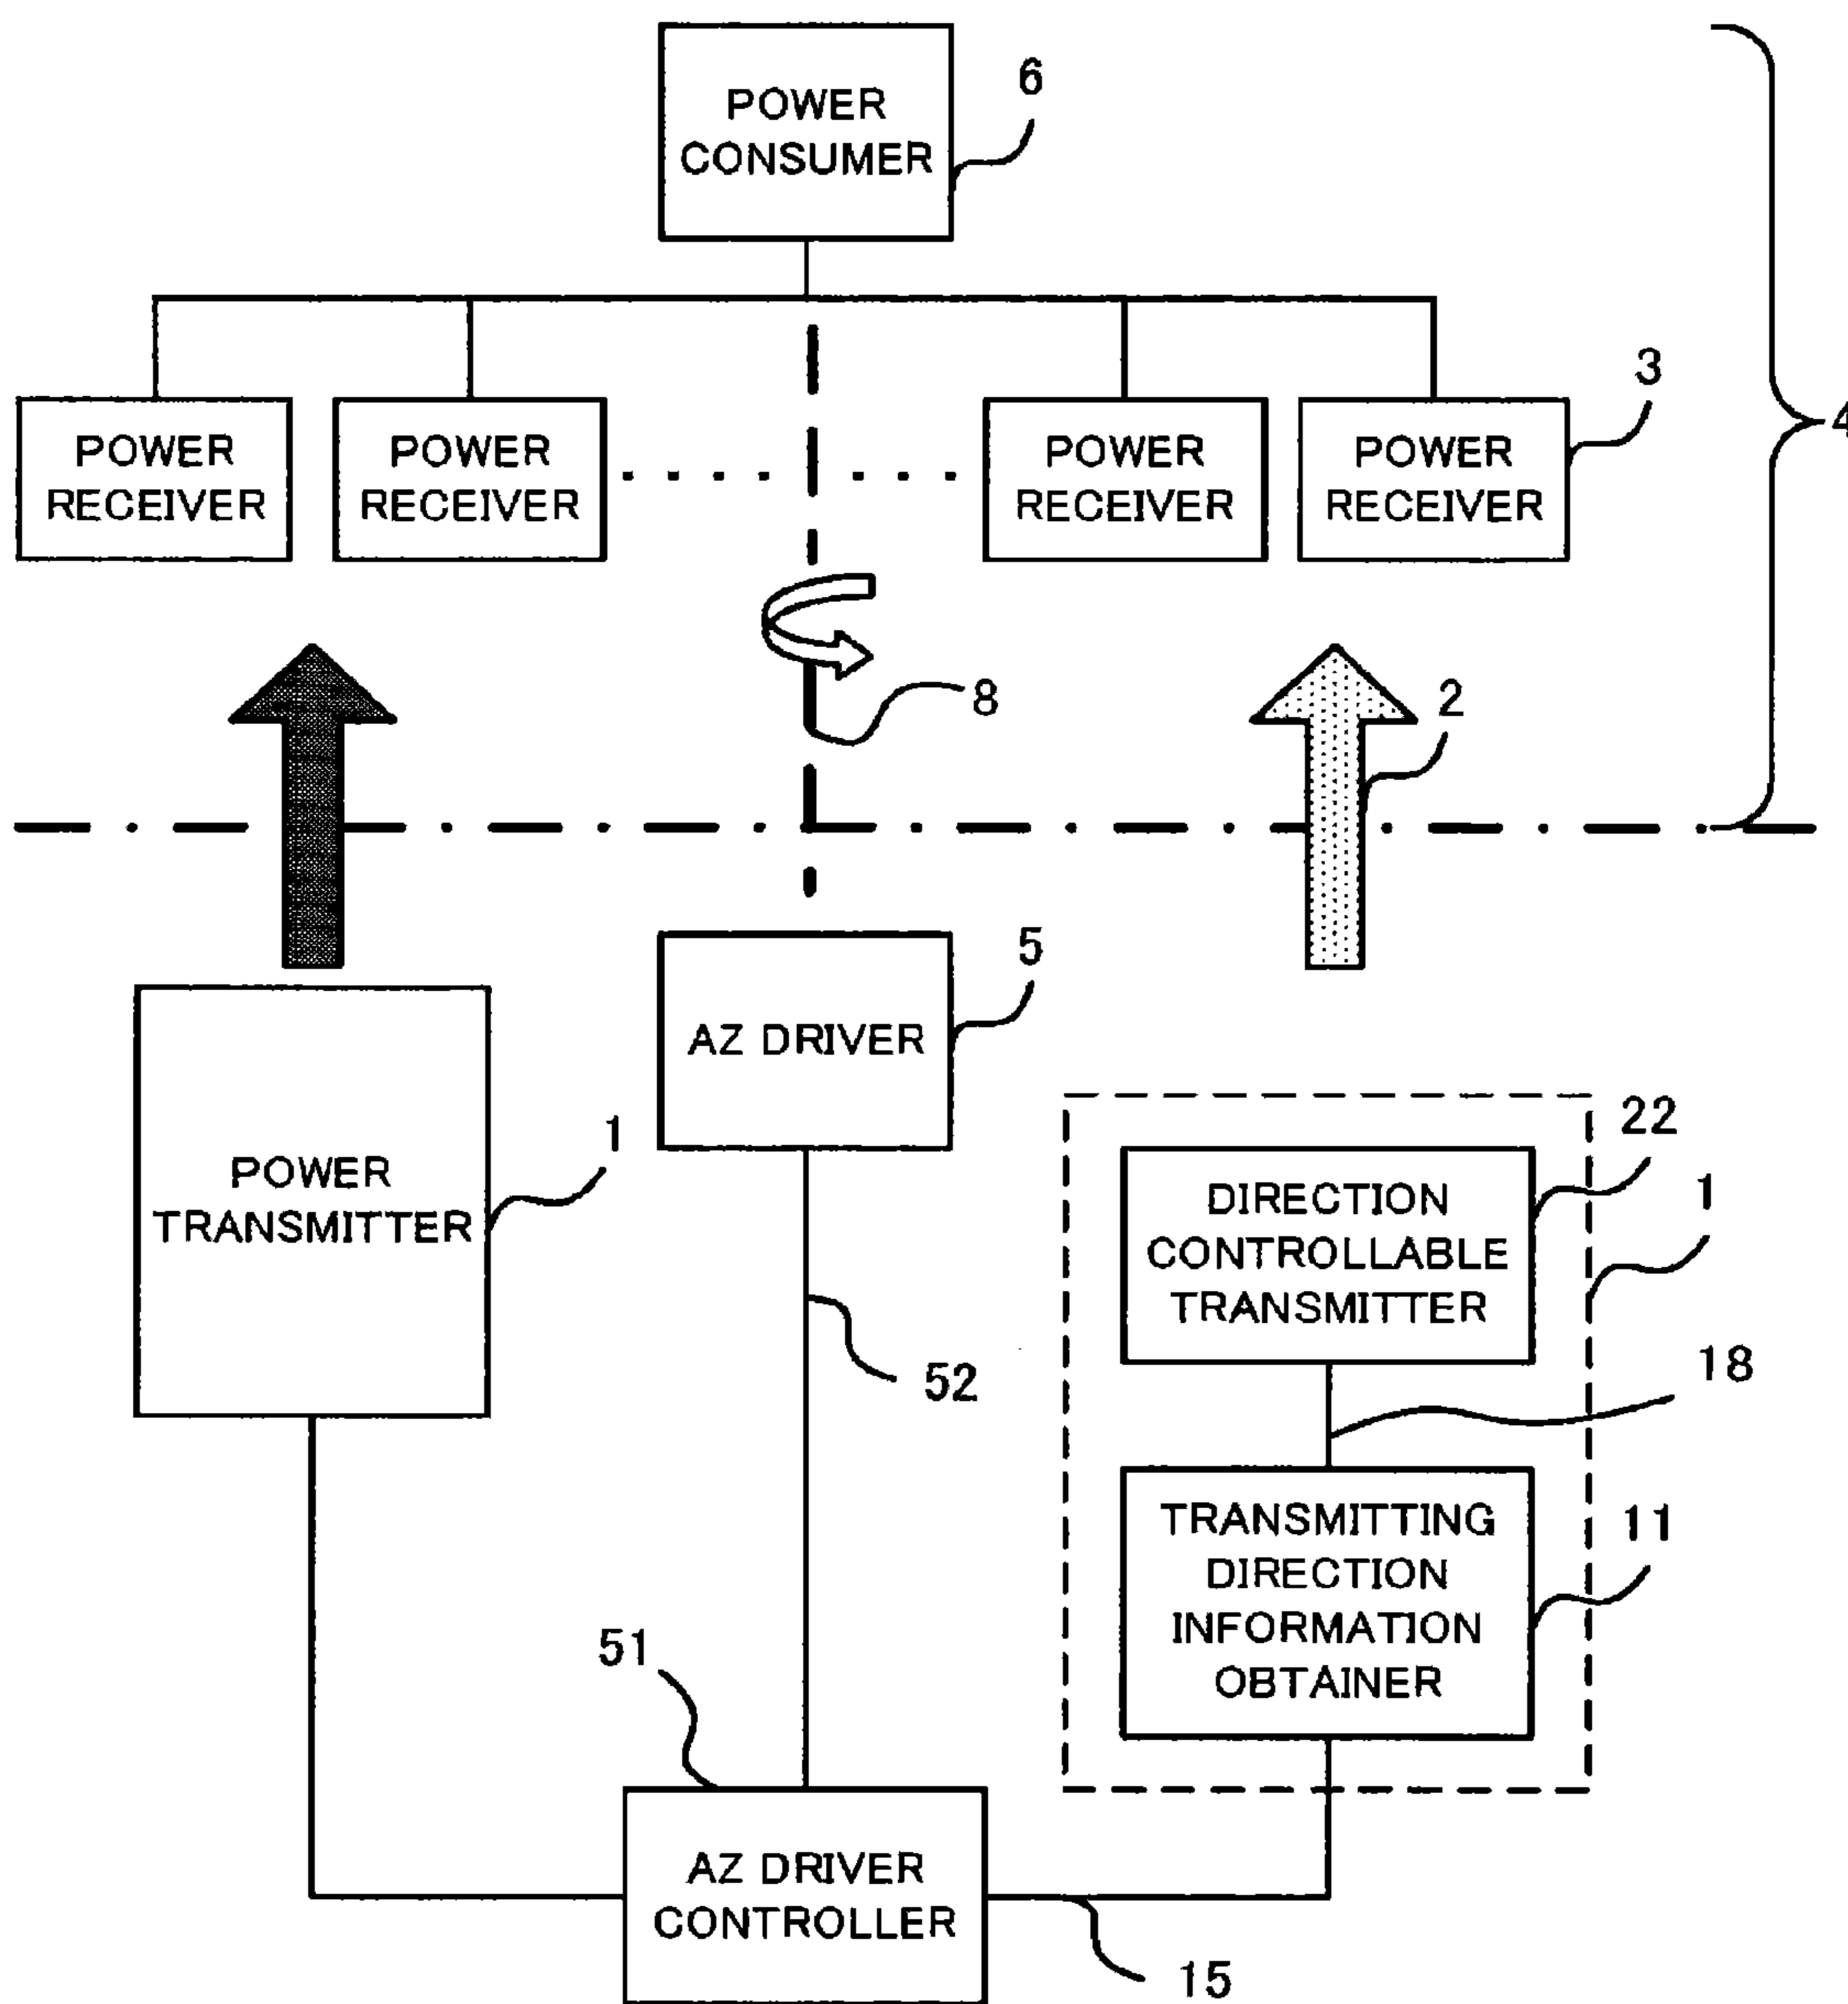 POWER
CONSUMER
6
POWER
RECEIVER
POWER
RECEIVER
POWER
RECEIVER
POWER
RECEIVER
3
4
8
2
AZ DRIVER
5
POWER
TRANSMITTER
1
DIRECTION
CONTROLLABLE
TRANSMITTER
22
1
18
52
TRANSMITTING
DIRECTION
INFORMATION
OBTAINER
11
51
AZ DRIVER
CONTROLLER
15